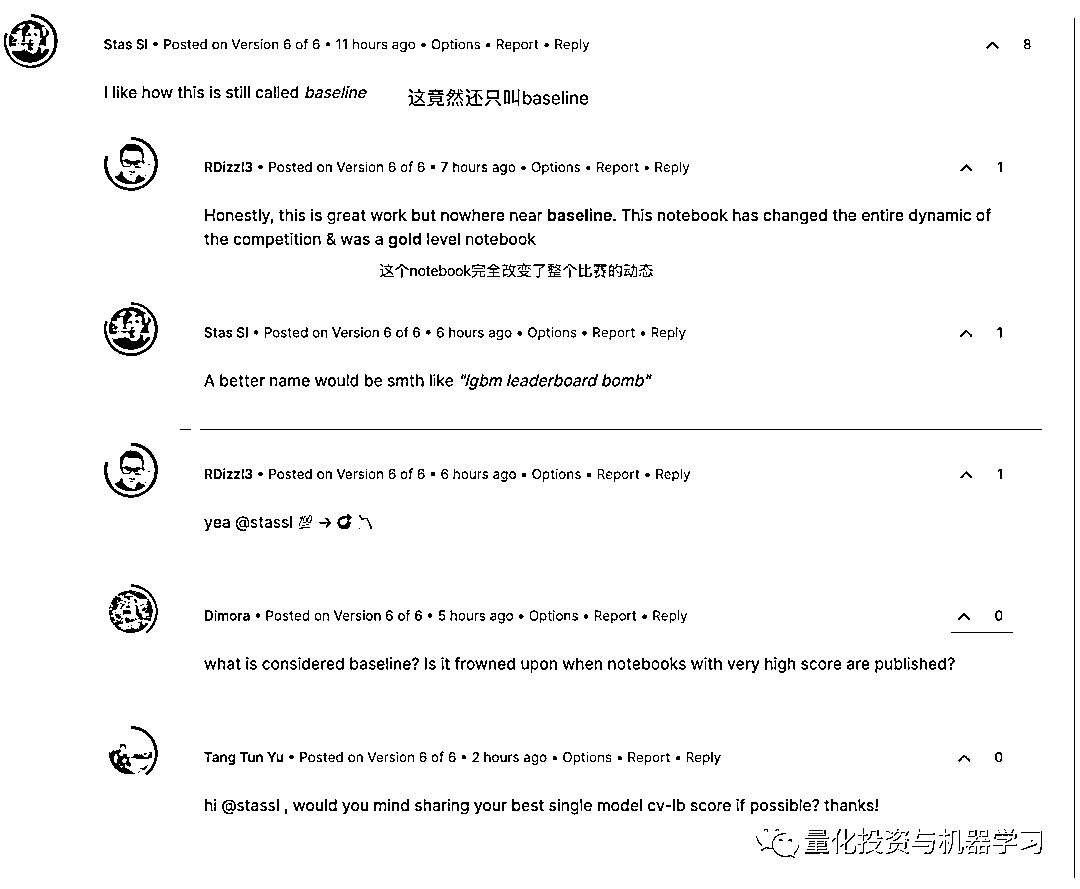 Stas Sl • Posted on Version 6 of 6 • 11 hours ago • Options • Report • Reply 8
I like how this is still called baseline 这竟然还只叫baseline
RDizzl3 • Posted on Version 6 of 6 • 7 hours ago • Options • Report • Reply 1
Honestly, this is great work but nowhere near baseline. This notebook has changed the entire dynamic of
the competition & was a gold level notebook
这个notebook完全改变了整个比赛的动态
Stas Sl • Posted on Version 6 of 6 • 6 hours ago • Options • Report • Reply 1
A better name would be smth like "lgbm leaderboard bomb"
RDizzl3 • Posted on Version 6 of 6 • 6 hours ago • Options • Report • Reply 1
yea @stassl 💯 →
Dimora • Posted on Version 6 of 6 • 5 hours ago • Options • Report • Reply 0
what is considered baseline? Is it frowned upon when notebooks with very high score are published?
Tang Tun Yu • Posted on Version 6 of 6 • 2 hours ago • Options • Report • Reply 0
hi @stassl , would you mind sharing your best single model cv-lb score if possible? thanks!
量化投资与机器学习